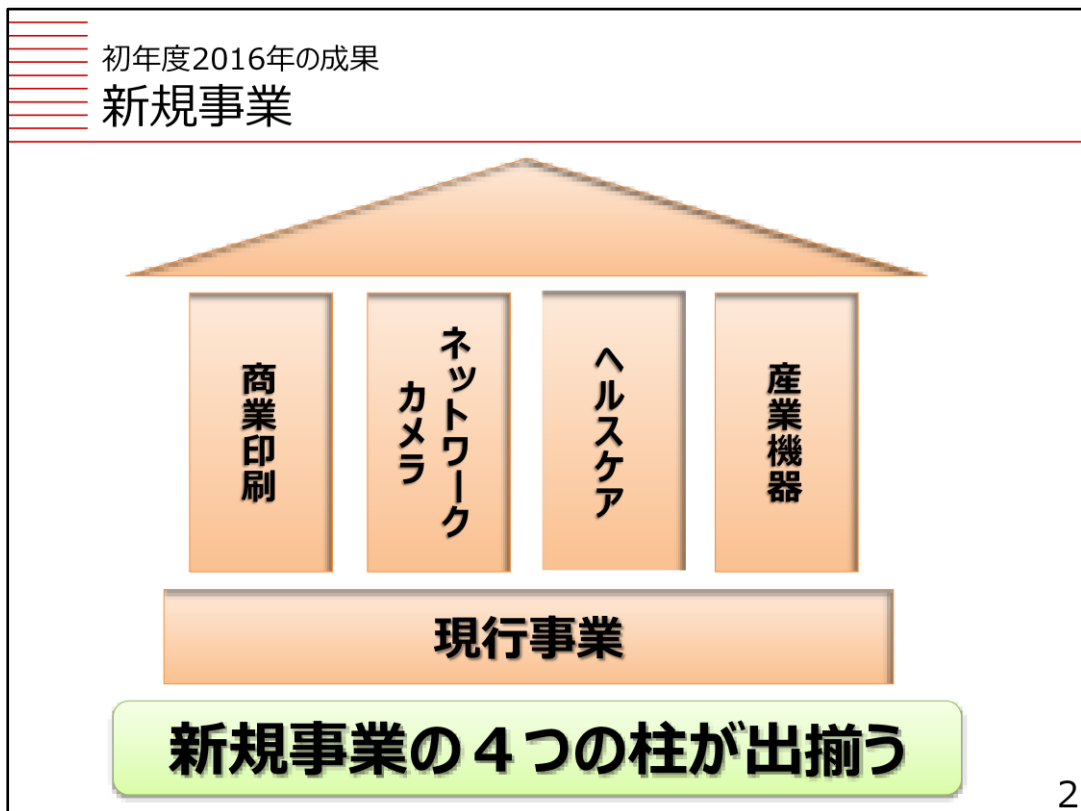 初年度2016年の成果
新規事業
商業印刷
ネットワーク
カメラ
ヘルスケア
産業機器
現行事業
新規事業の４つの柱が出揃う
2